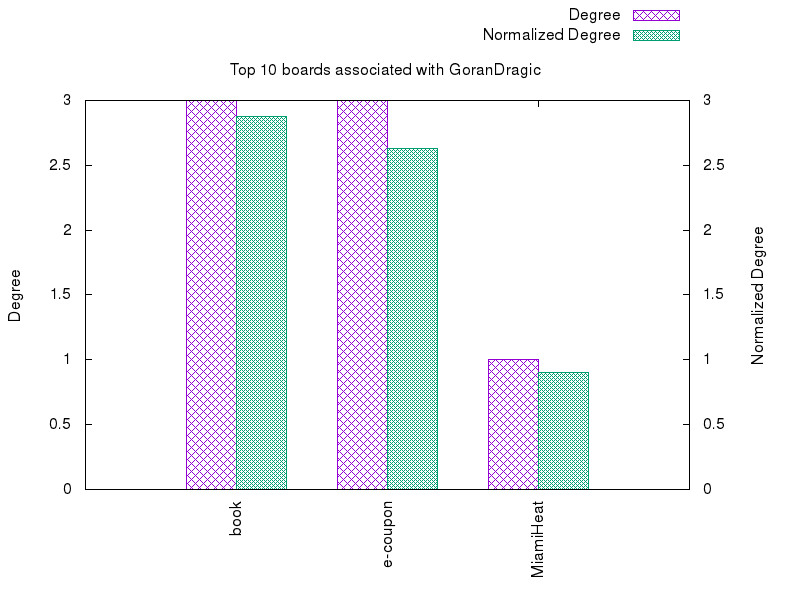 Degree
Normalized Degree
Top 10 boards associated with GoranDragic
3 3
2.5 2.5
2 2
1.5 1.5
1 1
0.5 0.5
0 0
Degree
Normalized Degree
book
e-coupon
MiamiHeat